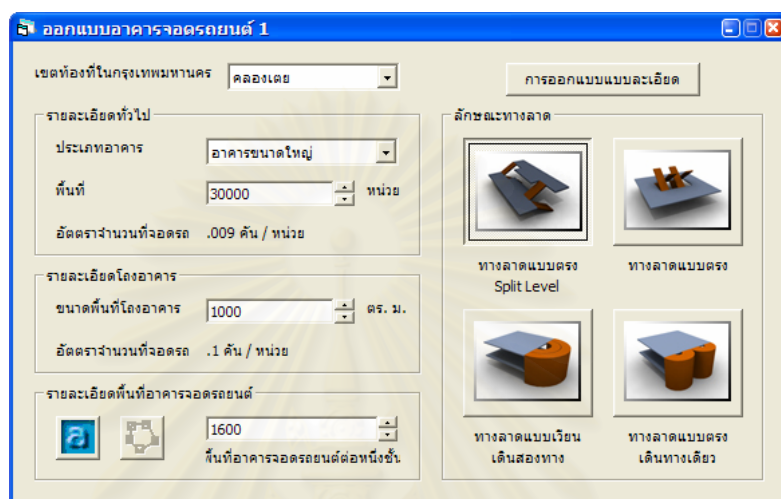 ออกแบบอาคารจอดรถยนต์ 1
เขตท้องที่ในกรุงเทพมหานคร คลองเตย
การออกแบบแบบละเอียด
รายละเอียดทั่วไป
ประเภทอาคาร อาคารขนาดใหญ่
พื้นที่ 30000 หน่วย
อัตตราจำนวนที่จอดรถ .009 คัน / หน่วย
รายละเอียดโถงอาคาร
ขนาดพื้นที่โถงอาคาร 1000 ตร. ม.
อัตตราจำนวนที่จอดรถ .1 คัน / หน่วย
รายละเอียดพื้นที่อาคารจอดรถยนต์
a 1600
พื้นที่อาคารจอดรถยนต์ต่อหนึ่งชั้น
ลักษณะทางลาด
ทางลาดแบบตรง
Split Level
ทางลาดแบบตรง
ทางลาดแบบเวียน
เดินสองทาง
ทางลาดแบบตรง
เดินทางเดียว